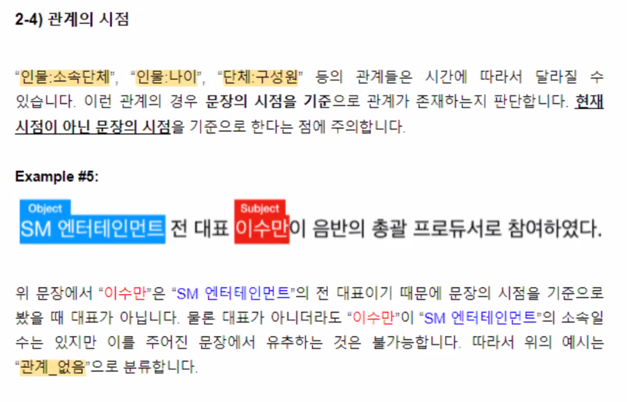 2-4) 관계의 시점
“인물:소속단체”, “인물:나이”, “단체:구성원” 등의 관계들은 시간에 따라서 달라질 수
있습니다. 이런 관계의 경우 문장의 시점을 기준으로 관계가 존재하는지 판단합니다. 현재
시점이 아닌 문장의 시점을 기준으로 한다는 점에 주의합니다.
Example #5:
Object
Subject
SM 엔터테인먼트 전 대표 이수만이 음반의 총괄 프로듀서로 참여하였다.
위 문장에서 “이수만”은 “SM 엔터테인먼트”의 전 대표이기 때문에 문장의 시점을 기준으로
봤을 때 대표가 아닙니다. 물론 대표가 아니더라도 “이수만”이 “SM 엔터테인먼트”의 소속일
수는 있지만 이를 주어진 문장에서 유추하는 것은 불가능합니다. 따라서 위의 예시는
“관계_없음”으로 분류합니다.